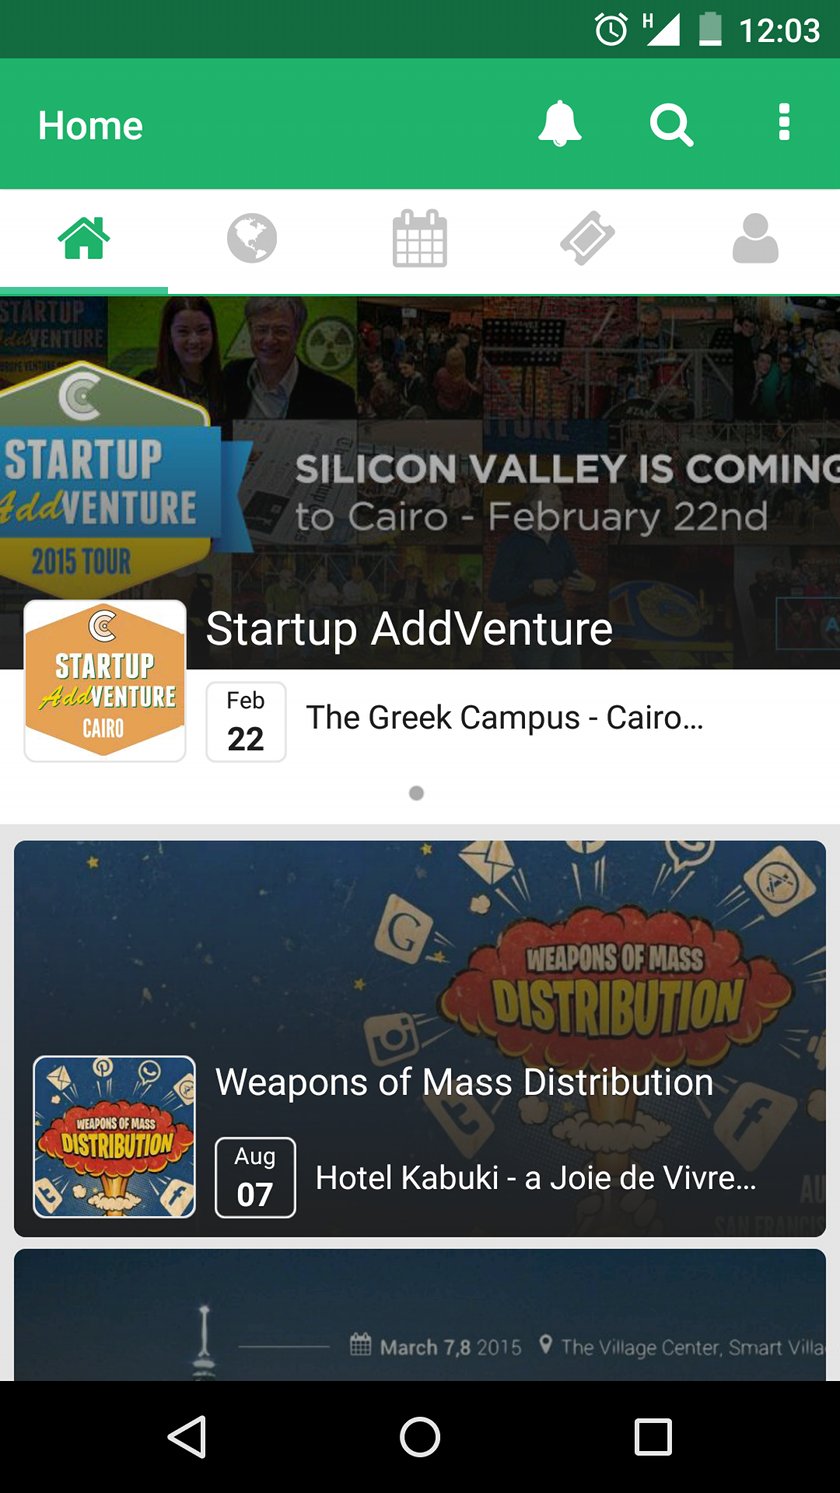 H 12:03
Home
STARTUP
AddVENTURE
STARTUP
AddVENTURE
2015 TOUR
SILICON VALLEY IS COMING
to Cairo - February 22nd
STARTUP
AddVENTURE
CAIRO
Startup AddVenture
Feb
22
The Greek Campus - Cairo...
WEAPONS OF MASS
DISTRIBUTION
WEAPONS OF MASS
DISTRIBUTION
Weapons of Mass Distribution
Aug
07
Hotel Kabuki - a Joie de Vivre...
March 7,8 2015
The Village Center, Smart Villa